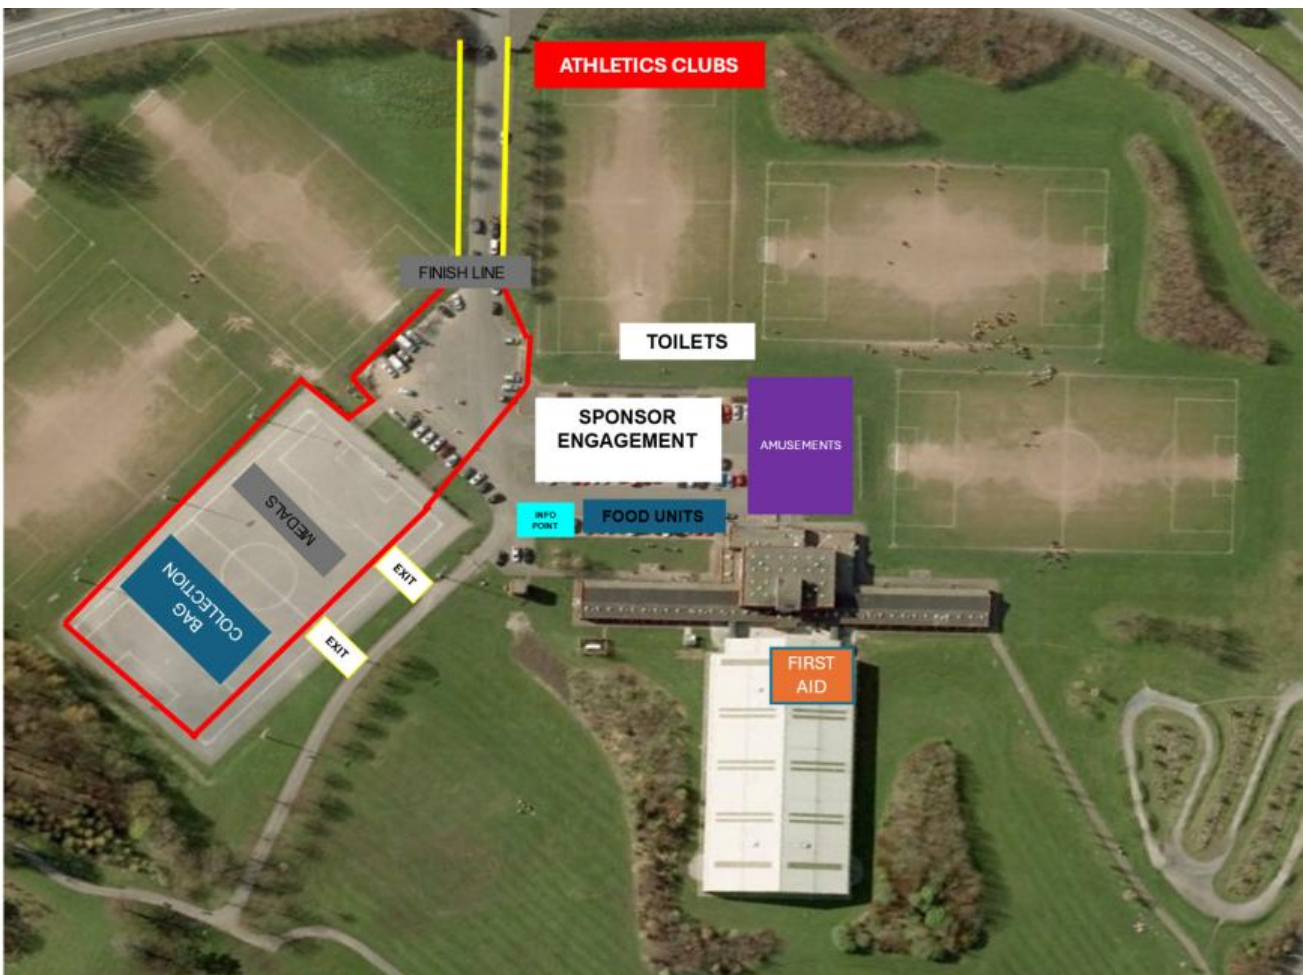 ATHLETICS CLUBS
FINISH LINE
TOILETS
SPONSOR
ENGAGEMENT
AMUSEMENTS
INFO
POINT
FOOD UNITS
MEDALS
EXIT
BAG
COLLECTION
EXIT
FIRST
AID